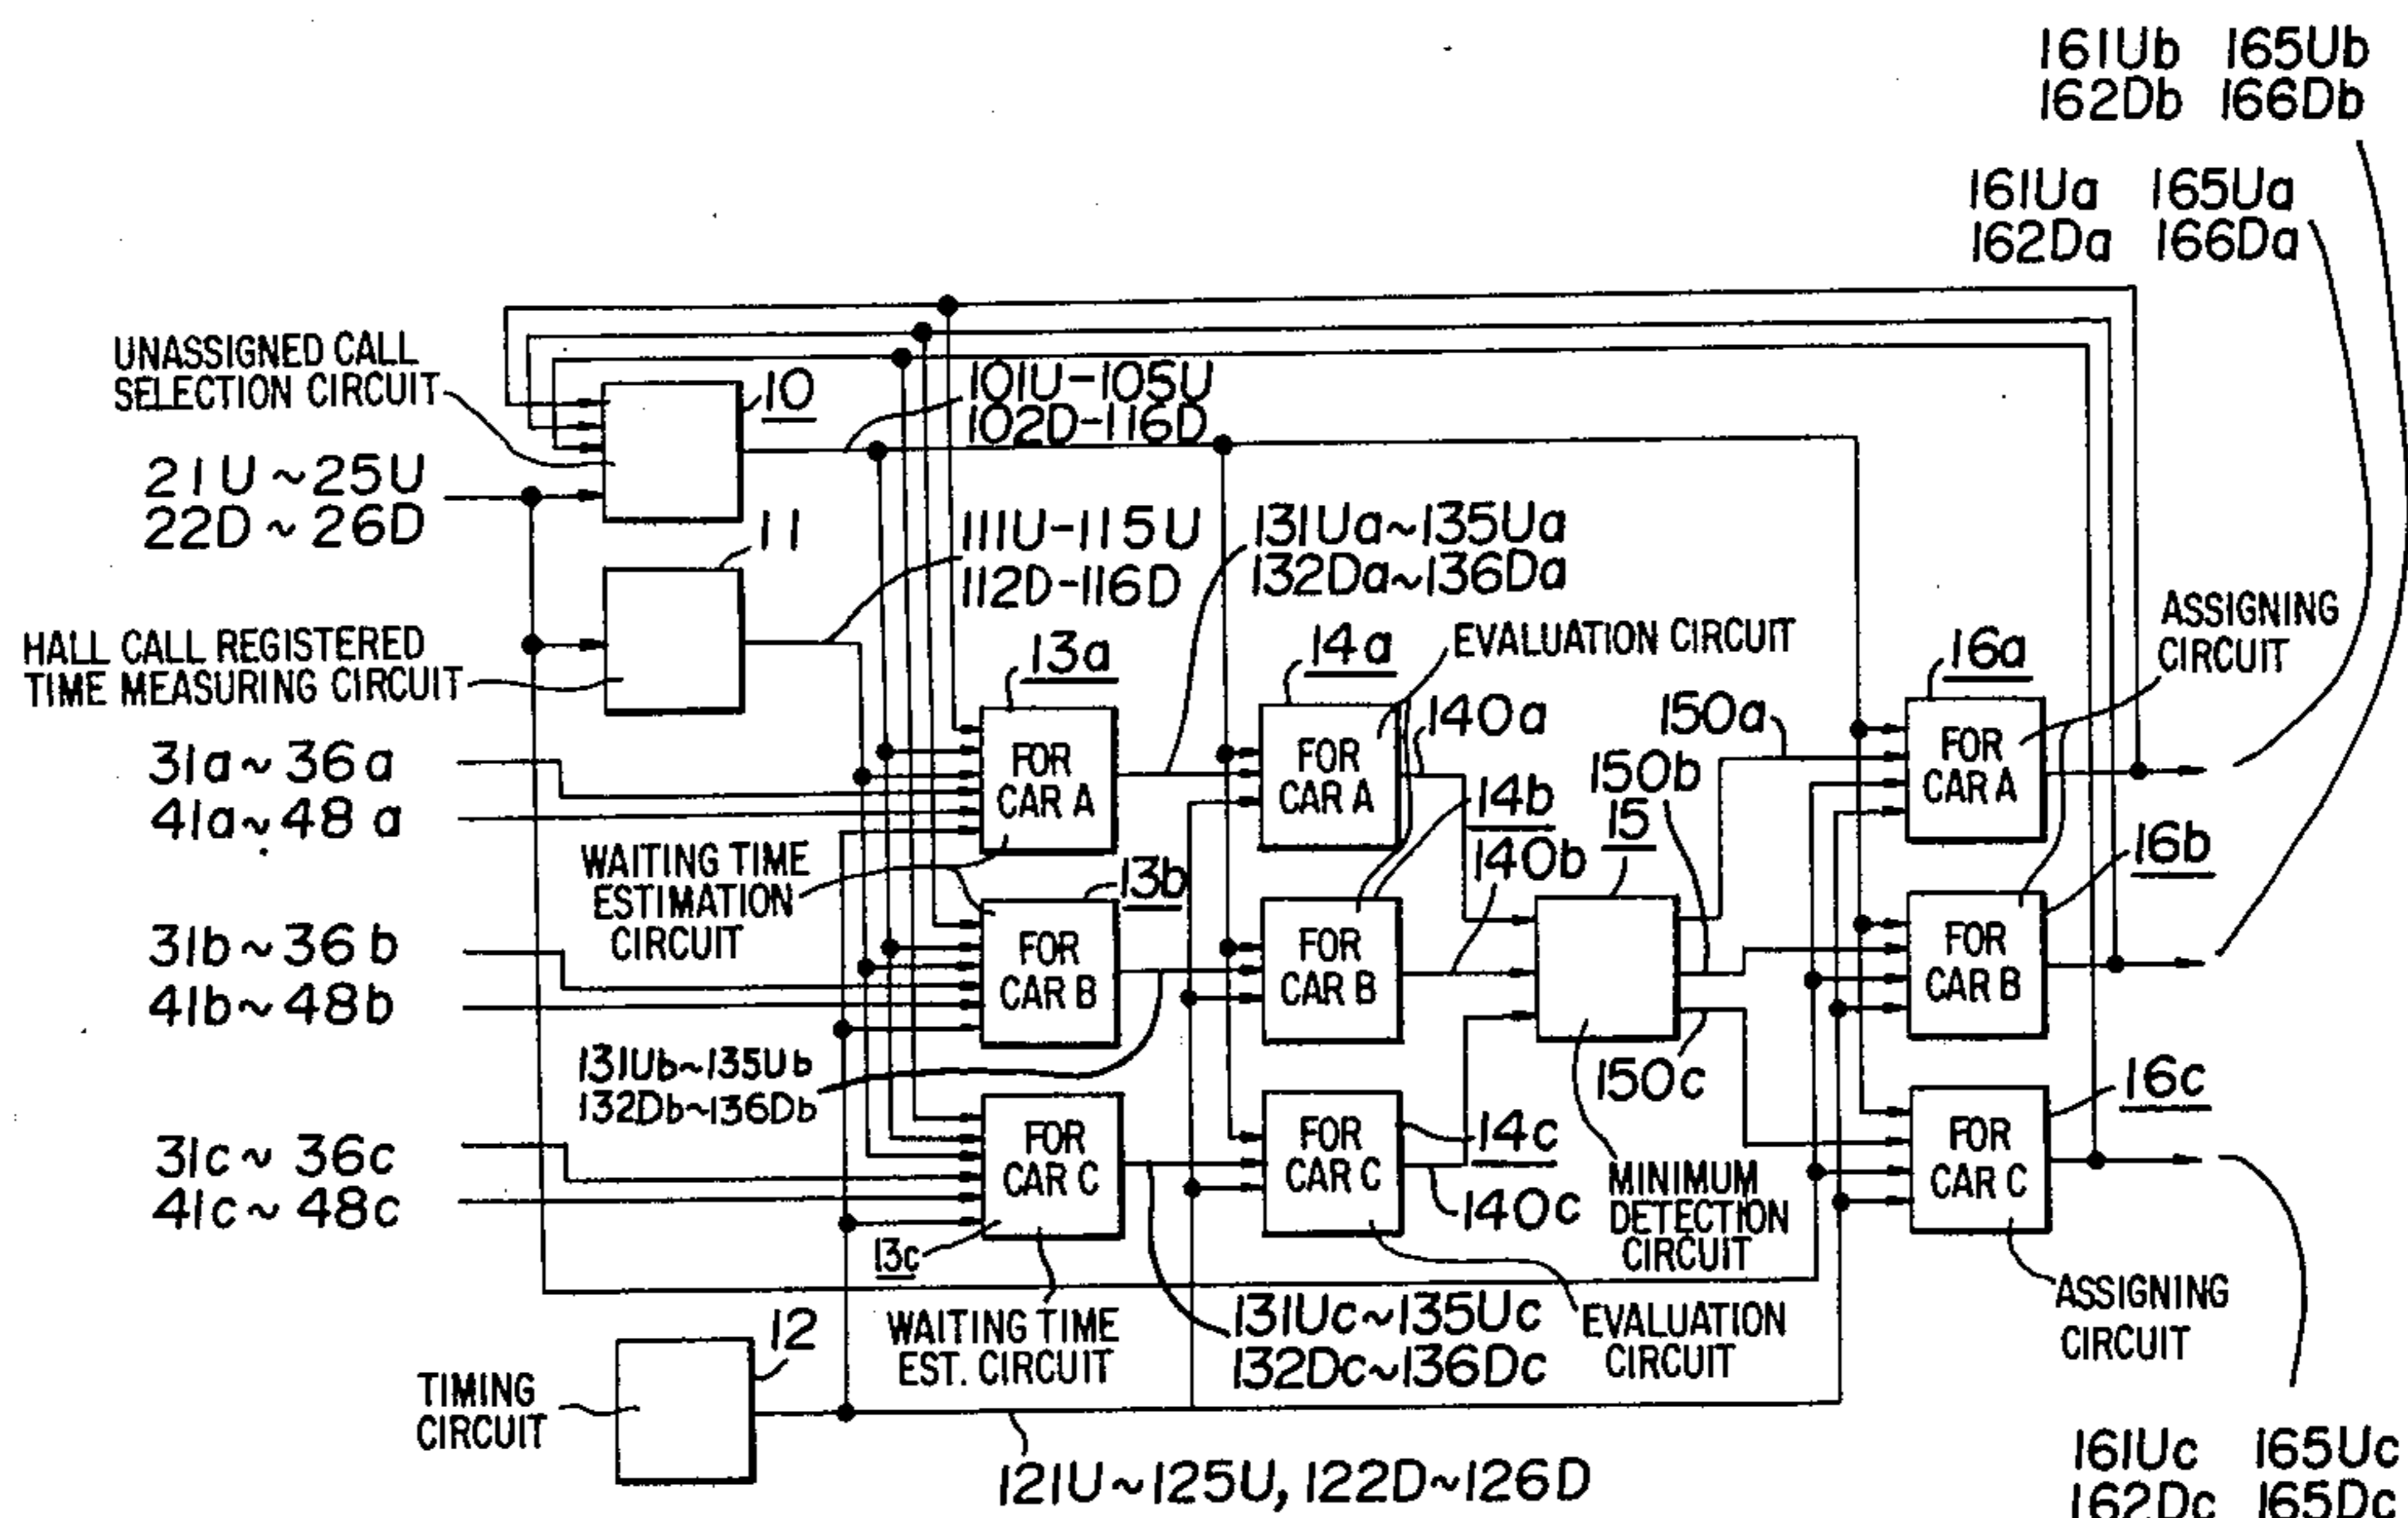 161Ub 165Ub
162Db 166Db
161Ua 165Ua
162Da 166Da
UNASSIGNED CALL
SELECTION CIRCUIT
10
101U-105U
102D-116D
21U~25U
22D~26D
11
111U-115U
112D-116D
131Ua~135Ua
132Da~136Da
HALL CALL REGISTERED
TIME MEASURING CIRCUIT
13a
14a
EVALUATION CIRCUIT
16a
ASSIGNING
CIRCUIT
31a~36a
41a~48a
FOR
CAR A
FOR
CAR A
140a
150a
150b
FOR
CAR A
14b
140b
15
16b
WAITING TIME
ESTIMATION
CIRCUIT
13b
31b~36b
41b~48b
FOR
CAR B
FOR
CAR B
FOR
CAR B
131Ub~135Ub
132Db~136Db
150c
16c
31c~36c
41c~48c
FOR
CAR C
FOR
CAR C
14c
140c
MINIMUM
DETECTION
CIRCUIT
FOR
CAR C
13c
WAITING TIME
EST. CIRCUIT
131Uc~135Uc
132Dc~136Dc
EVALUATION
CIRCUIT
ASSIGNING
CIRCUIT
12
TIMING
CIRCUIT
121U~125U, 122D~126D
161Uc 165Uc
162Dc 165Dc